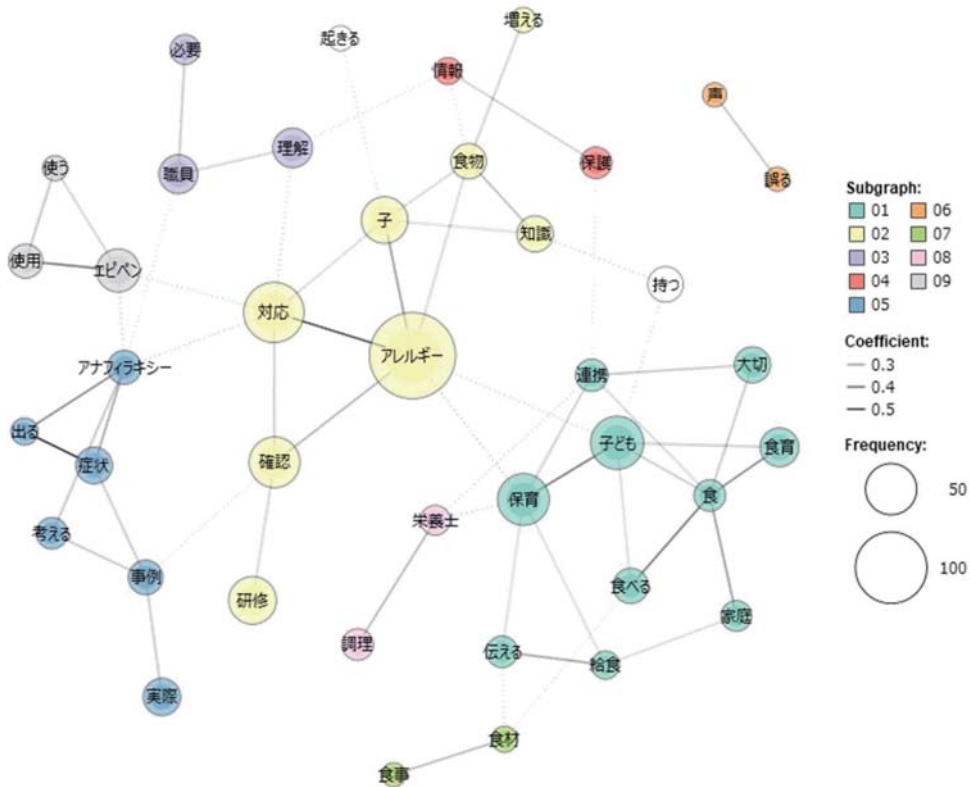 増える
起きる
必要
情報
声
理解
食物
保護
使う
職員
誤る
子
知識
使用
エピペン
持つ
対応
アレルギー
アナフィラキシー
連携
大切
出る
症状
確認
子ども
食育
保育
食
栄養士
考える
事例
研修
食べる
家庭
調理
伝える
給食
実際
食材
食事
Subgraph:
01 06
02 07
03 08
04 09
05
Coefficient:
0.3
0.4
0.5
Frequency:
50
100